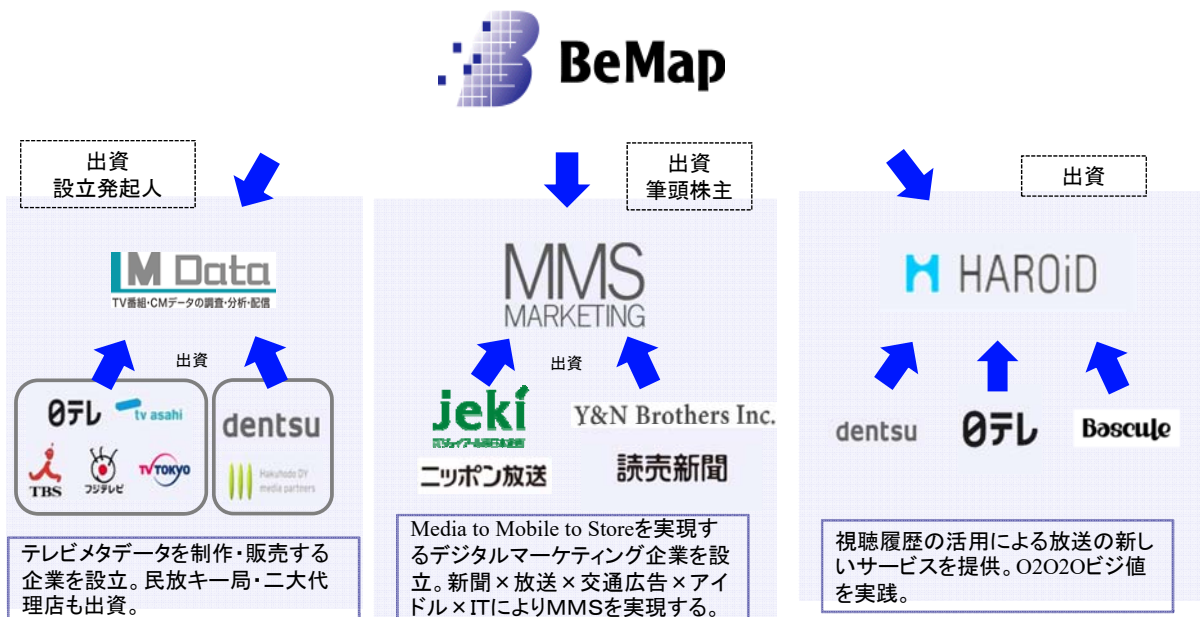 BeMap
出資
設立発起人
出資
筆頭株主
出資
M Data
TV番組・CMデータの調査・分析・配信
MMS
MARKETING
HAROiD
出資
出資
日テレ
tv asahi
TBS
フジテレビ
TV TOKYO
dentsu
Hakuhodo DY
media partners
jeki
Y&N Brothers Inc.
ニッポン放送
読売新聞
dentsu
日テレ
Bascule
テレビメタデータを制作・販売する
企業を設立。民放キー局・二大代
理店も出資。
Media to Mobile to Storeを実現す
るデジタルマーケティング企業を設
立。新聞×放送×交通広告×アイ
ドル×ITによりMMSを実現する。
視聴履歴の活用による放送の新し
いサービスを提供。O2O2Oビジ値
を実践。